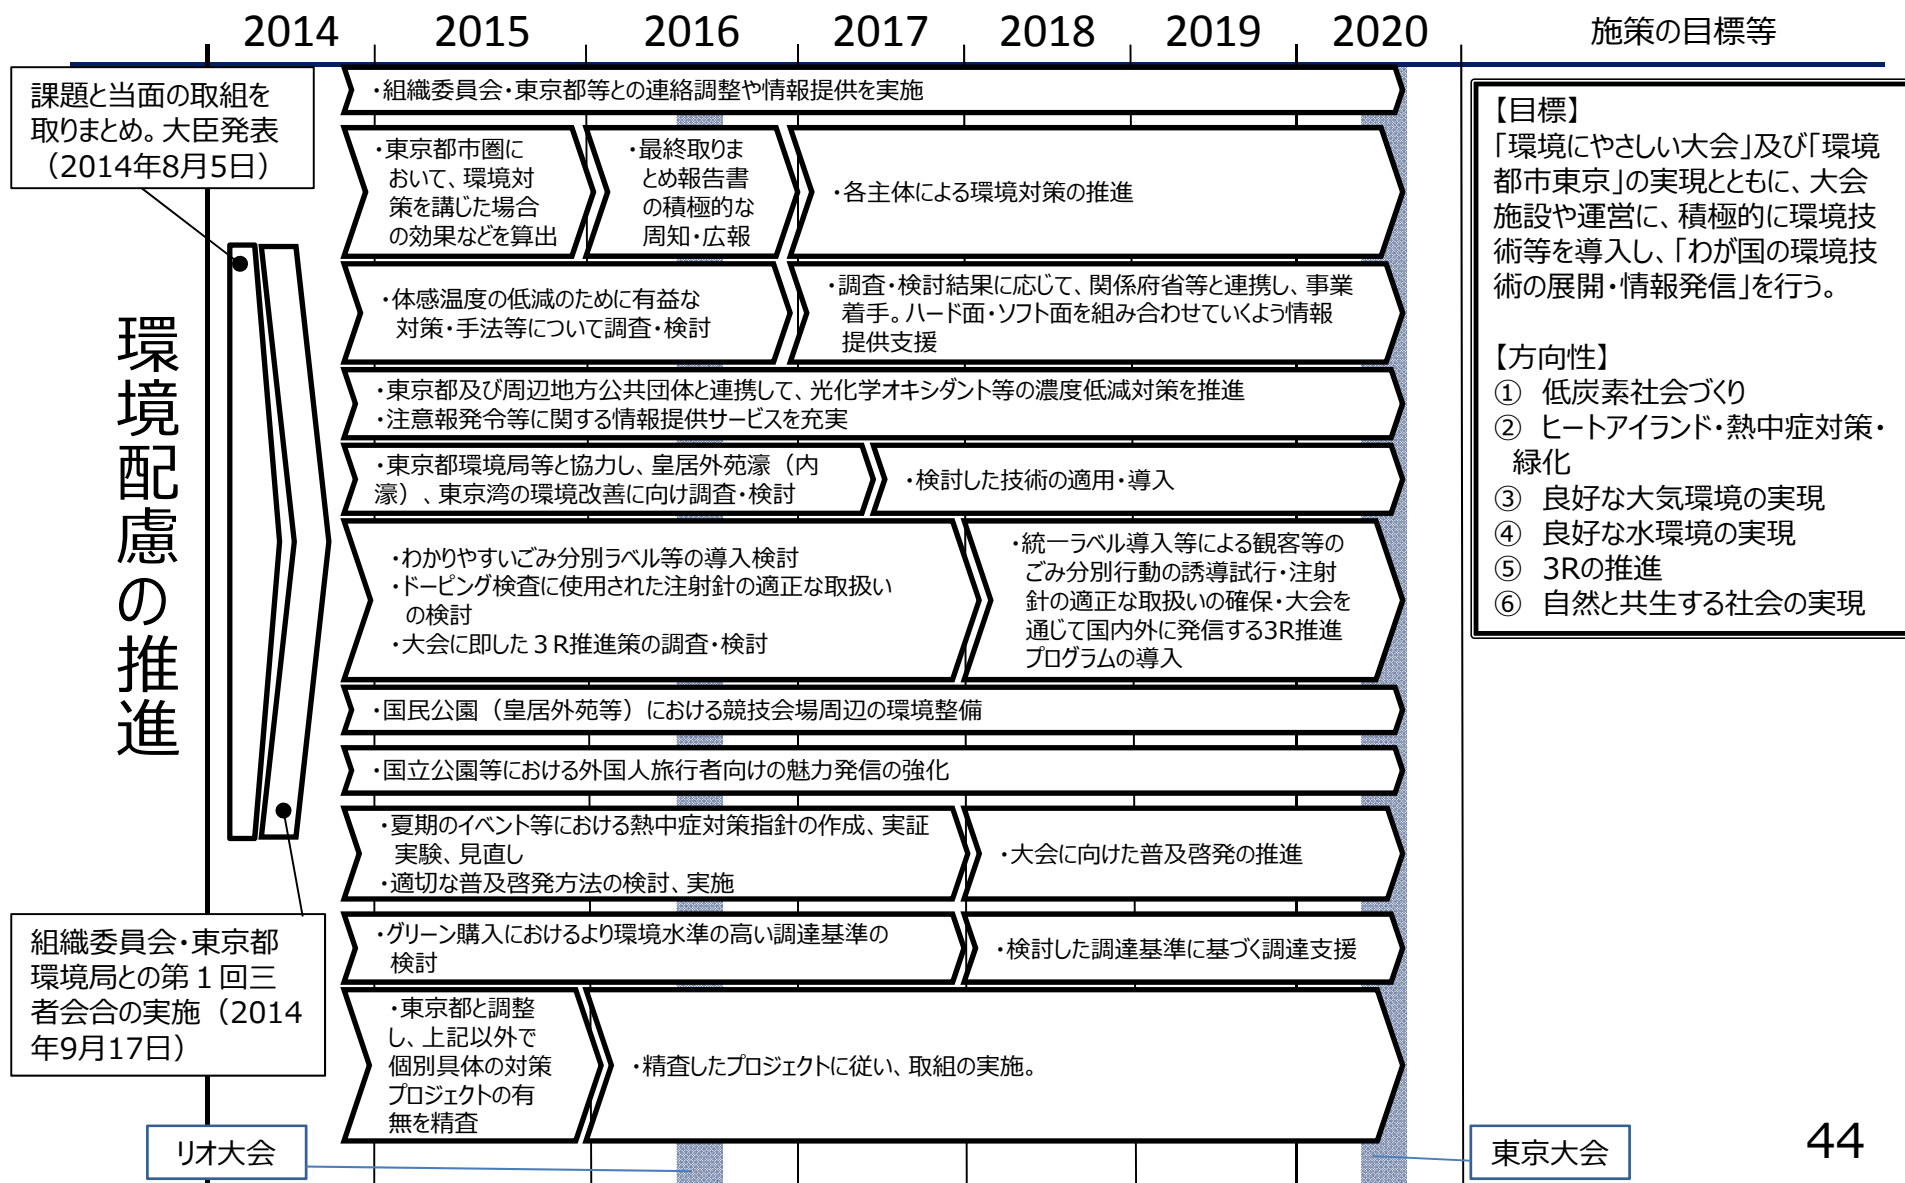 2014 2015 2016 2017 2018 2019 2020 施策の目標等
課題と当面の取組を
取りまとめ。大臣発表
（2014年8月5日）
環境配慮の推進
組織委員会・東京都
環境局との第１回三
者会合の実施（2014
年9月17日）
・組織委員会・東京都等との連絡調整や情報提供を実施
・東京都市圏に
おいて、環境対
策を講じた場合
の効果などを算出
・最終取りま
とめ報告書
の積極的な
周知・広報
・各主体による環境対策の推進
・体感温度の低減のために有益な
対策・手法等について調査・検討
・調査・検討結果に応じて、関係府省等と連携し、事業
着手。ハード面・ソフト面を組み合わせていくよう情報
提供支援
・東京都及び周辺地方公共団体と連携して、光化学オキシダント等の濃度低減対策を推進
・注意報発令等に関する情報提供サービスを充実
・東京都環境局等と協力し、皇居外苑濠（内
濠）、東京湾の環境改善に向け調査・検討
・検討した技術の適用・導入
・わかりやすいごみ分別ラベル等の導入検討
・ドーピング検査に使用された注射針の適正な取扱い
の検討
・大会に即した３R推進策の調査・検討
・統一ラベル導入等による観客等の
ごみ分別行動の誘導試行・注射
針の適正な取扱いの確保・大会を
通じて国内外に発信する3R推進
プログラムの導入
・国民公園（皇居外苑等）における競技会場周辺の環境整備
・国立公園等における外国人旅行者向けの魅力発信の強化
・夏期のイベント等における熱中症対策指針の作成、実証
実験、見直し
・適切な普及啓発方法の検討、実施
・大会に向けた普及啓発の推進
・グリーン購入におけるより環境水準の高い調達基準の
検討
・検討した調達基準に基づく調達支援
・東京都と調整
し、上記以外で
個別具体の対策
プロジェクトの有
無を精査
・精査したプロジェクトに従い、取組の実施。
【目標】
「環境にやさしい大会」及び「環境
都市東京」の実現とともに、大会
施設や運営に、積極的に環境技
術等を導入し、「わが国の環境技
術の展開・情報発信」を行う。
【方向性】
① 低炭素社会づくり
② ヒートアイランド・熱中症対策・
緑化
③ 良好な大気環境の実現
④ 良好な水環境の実現
⑤ 3Rの推進
⑥ 自然と共生する社会の実現
リオ大会
東京大会
44